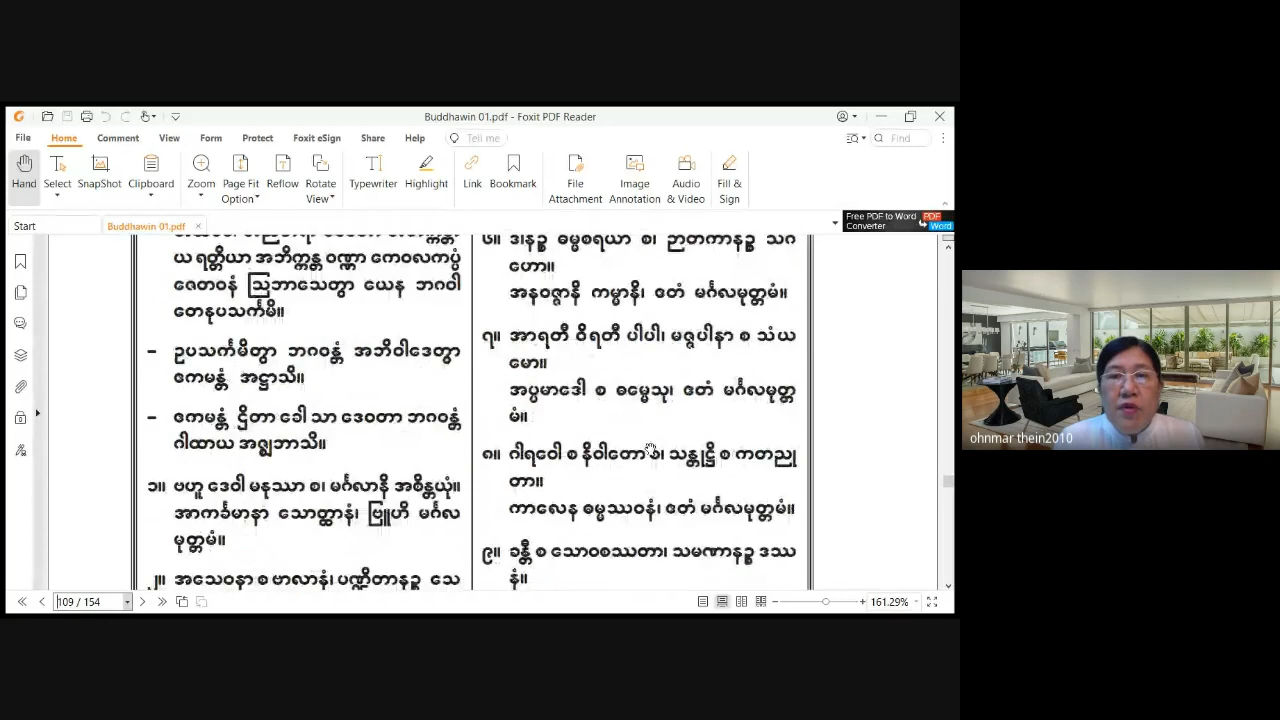 Buddhawin 01.pdf - Foxit PDF Reader
File Home Comment View Form Protect Foxit eSign Share Help Tell me Find
Hand Select SnapShot Clipboard Zoom Page Fit Option Reflow Rotate View Typewriter Highlight Link Bookmark File Attachment Image Annotation Audio & Video Fill & Sign
Start Buddhawin 01.pdf
Free PDF to Word Converter PDF Word
ယ ရတ္တိယာ အဘိက္ကန္တ ဝဏ္ဏာ ကေဝလကပ္ပံ
ဇေတဝနံ ဩဘာသေတွာ ယေန ဘဂဝါ
တေနုပသင်္ကမိ။
– ဥပသင်္ကမိတွာ ဘဂဝန္တံ အဘိဝါဒေတွာ
ဧကမန္တံ အဋ္ဌာသိ။
– ဧကမန္တံ ဌိတာ ခေါ သာ ဒေဝတာ ဘဂဝန္တံ
ဂါထာယ အဇ္ဈဘာသိ။
၁။ ဗဟူ ဒေဝါ မနုဿာ စ၊ မင်္ဂလာနိ အစိန္တယုံ။
အာကင်္ခမာနာ သောတ္ထာနံ၊ ဗြူဟိ မင်္ဂလ
မုတ္တမံ။
၂။ အသေဝနာ စ ဗာလာနံ၊ ပဏ္ဍိတာနဉ္စ သေ
၆။ ဒါနဉ္စ ဓမ္မစရိယာ စ၊ ဉာတကာနဉ္စ သင်္ဂ
ဟော။
အနဝဇ္ဇာနိ ကမ္မာနိ၊ ဧတံ မင်္ဂလမုတ္တမံ။
၇။ အာရတီ ဝိရတီ ပါပါ၊ မဇ္ဇပါနာ စ သံယ
မော။
အပ္ပမာဒေါ စ ဓမ္မေသု၊ ဧတံ မင်္ဂလမုတ္တ
မံ။
၈။ ဂါရဝေါ စ နိဝါတော စ၊ သန္တုဋ္ဌိ စ ကတညု
တာ။
ကာလေန ဓမ္မဿဝနံ၊ ဧတံ မင်္ဂလမုတ္တမံ။
၉။ ခန္တီ စ သောဝစဿတာ၊ သမဏာနဉ္စ ဒဿ
နံ။
109 / 154
161.29%
ohnmar thein2010